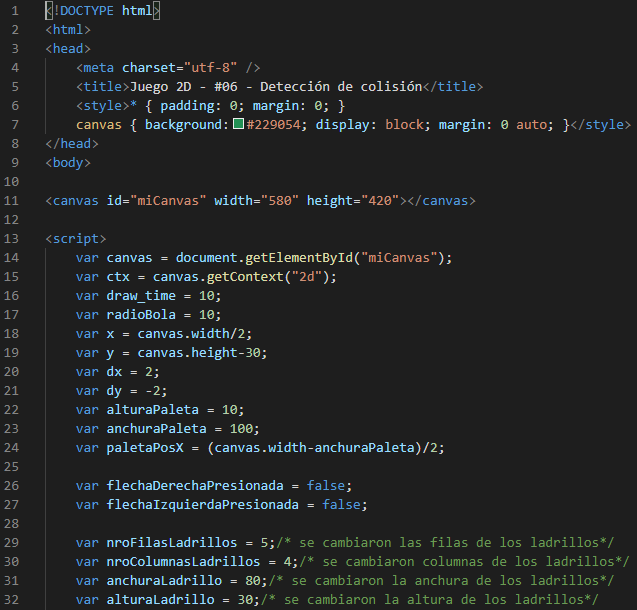 1 <!DOCTYPE html>
2 <html>
3 <head>
4 <meta charset="utf-8" />
5 <title>Juego 2D - #06 - Detección de colisión</title>
6 <style>* { padding: 0; margin: 0; }
7 canvas { background: #229054; display: block; margin: 0 auto; }</style>
8 </head>
9 <body>
10
11 <canvas id="miCanvas" width="580" height="420"></canvas>
12
13 <script>
14 var canvas = document.getElementById("miCanvas");
15 var ctx = canvas.getContext("2d");
16 var draw_time = 10;
17 var radioBola = 10;
18 var x = canvas.width/2;
19 var y = canvas.height-30;
20 var dx = 2;
21 var dy = -2;
22 var alturaPaleta = 10;
23 var anchuraPaleta = 100;
24 var paletaPosX = (canvas.width-anchuraPaleta)/2;
25
26 var flechaDerechaPresionada = false;
27 var flechaIzquierdaPresionada = false;
28
29 var nroFilasLadrillos = 5;/* se cambiaron las filas de los ladrillos*/
30 var nroColumnasLadrillos = 4;/* se cambiaron columnas de los ladrillos*/
31 var anchuraLadrillo = 80;/* se cambiaron la anchura de los ladrillos*/
32 var alturaLadrillo = 30;/* se cambiaron la altura de los ladrillos*/